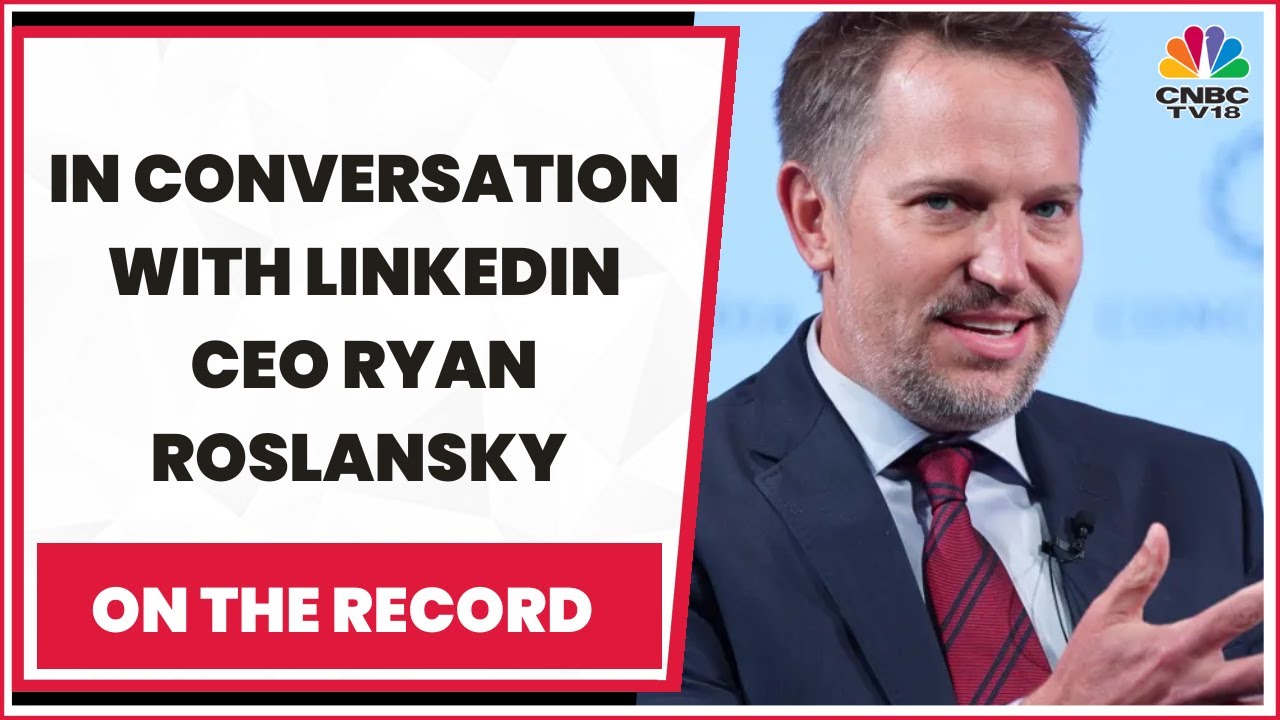 IN CONVERSATION
WITH LINKEDIN
CEO RYAN
ROSLANSKY
ON THE RECORD
CNBC
TV18